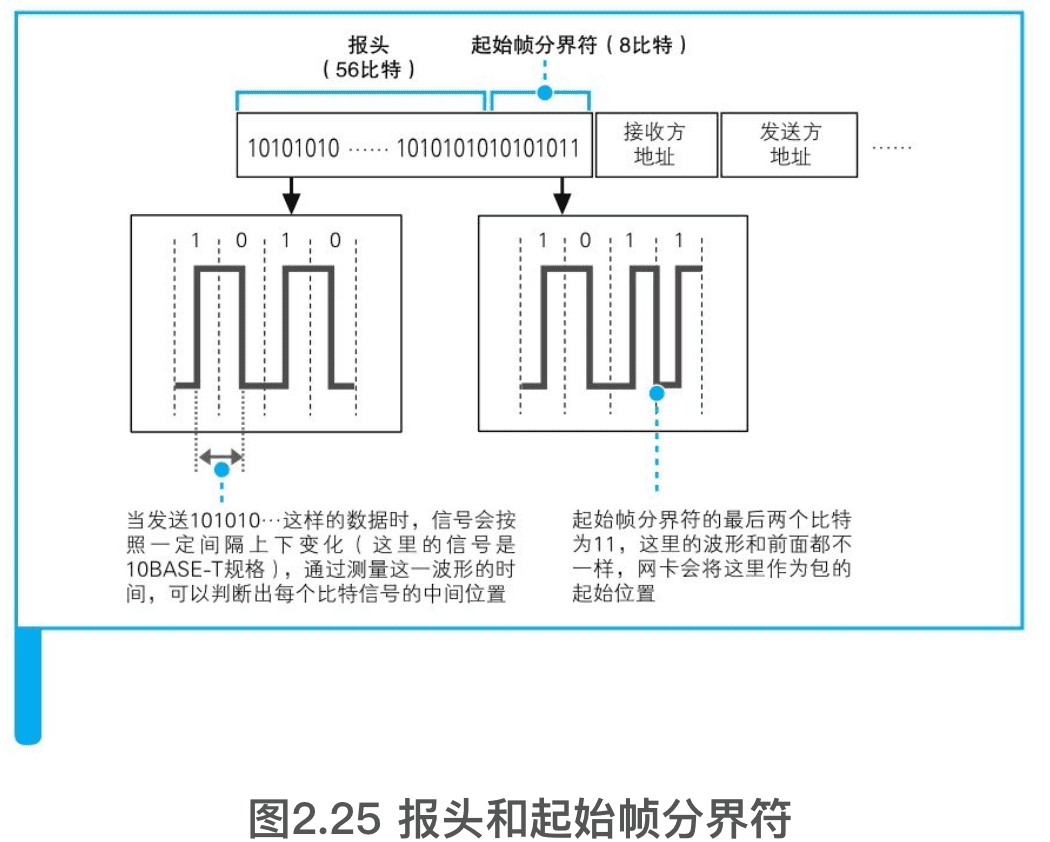 报头
（56比特）
起始帧分界符（8比特）
10101010 …… 1010101010101011
接收方
地址
发送方
地址
……
1 0 1 0
1 0 1 1
当发送101010…这样的数据时，信号会按
照一定间隔上下变化（这里的信号是
10BASE-T规格），通过测量这一波形的时
间，可以判断出每个比特信号的中间位置
起始帧分界符的最后两个比特
为11，这里的波形和前面都不
一样，网卡会将这里作为包的
起始位置
图2.25 报头和起始帧分界符